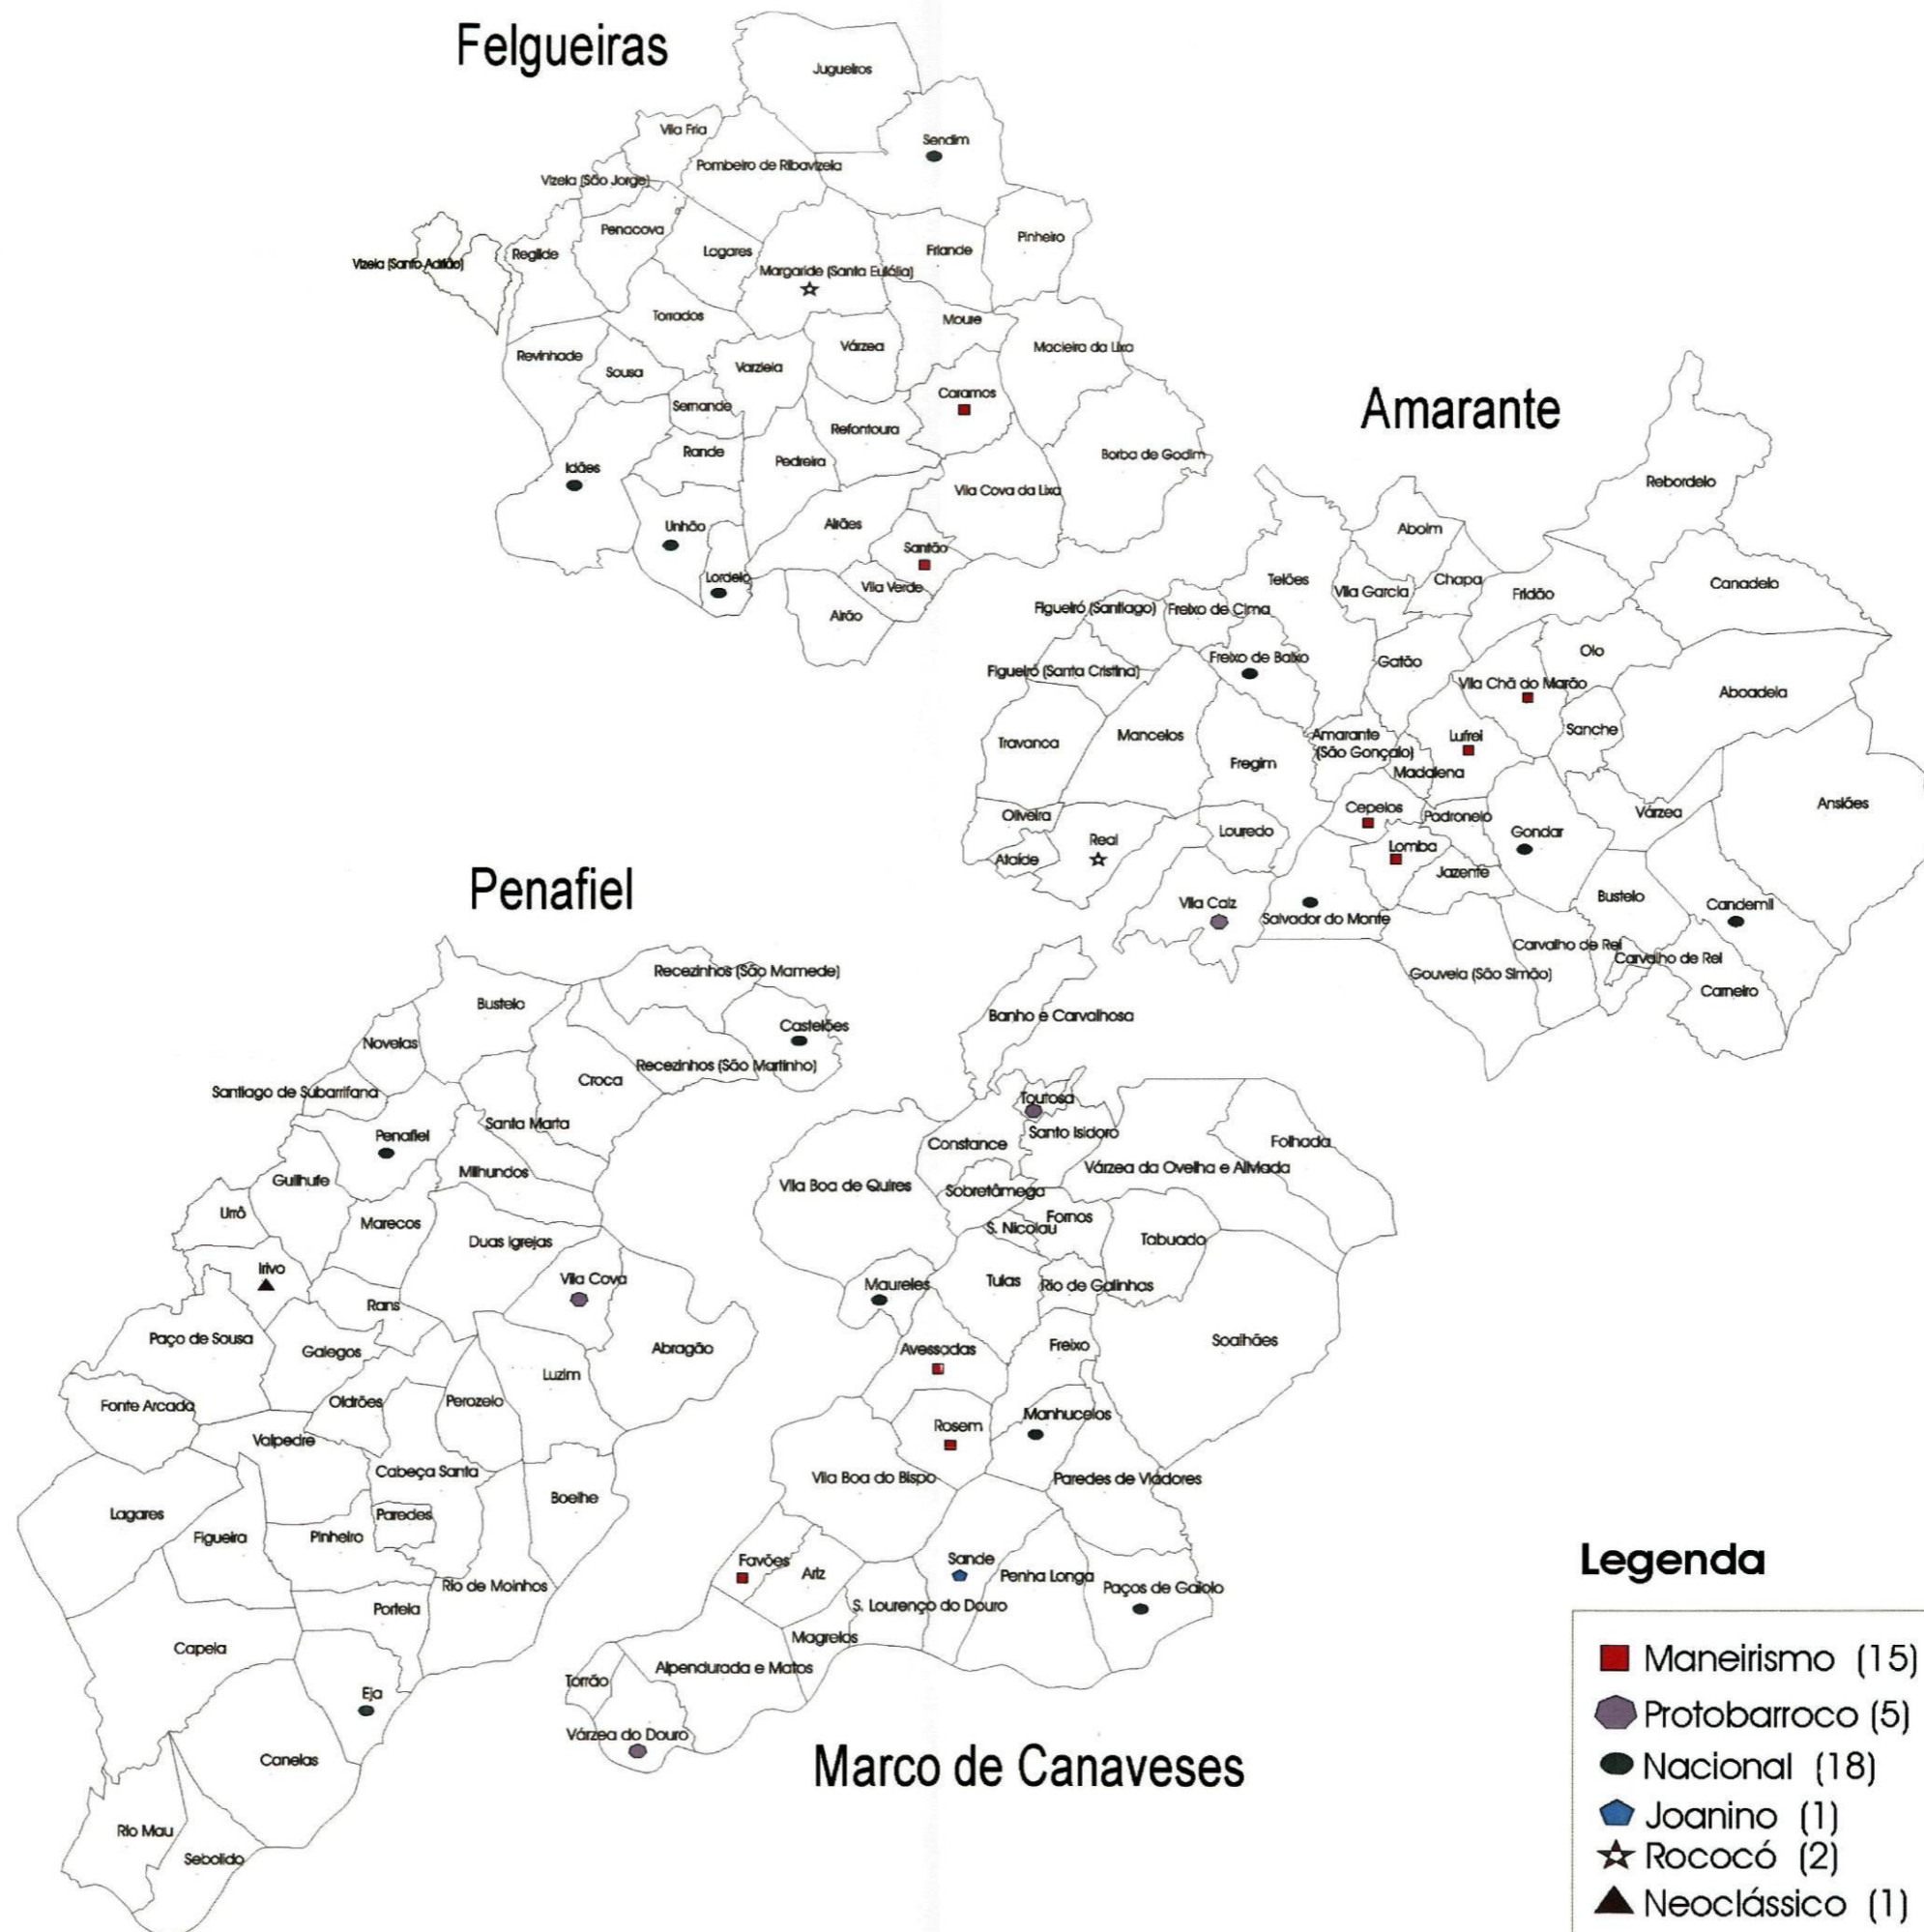 Felgueiras
Jugueiros
Vila Fria
Sendim
Pombeiro de Ribavizela
Vizela (São Jorge)
Penacova
Pinheiro
Lagares
Friande
Regilde
Vizela (Santo Adrião)
Margaride (Santa Eulália)
Torrados
Moure
Várzea
Macieira da Lixa
Revinhade
Varziela
Sousa
Caramos
Sernande
Refontoura
Rande
Borba de Godim
Pedreira
Idães
Vila Cova da Lixa
Unhão
Airães
Santão
Lordelo
Vila Verde
Airão
Amarante
Rebordelo
Aboim
Telões
Chapa
Canadelo
Vila Garcia
Fridão
Figueiró (Santiago)
Freixo de Cima
Olo
Freixo de Baixo
Gatão
Figueiró (Santa Cristina)
Vila Chã do Marão
Aboadela
Sanche
Mancelos
Amarante
(São Gonçalo)
Lufrei
Travanca
Fregim
Madalena
Ansiães
Cepelos
Várzea
Oliveira
Padronelo
Louredo
Gondar
Real
Lomba
Ataíde
Jazente
Bustelo
Vila Caiz
Candemil
Salvador do Monte
Carvalho de Rei
Carvalho de Rei
Gouveia (São Simão)
Carneiro
Penafiel
Recezinhos (São Mamede)
Bustelo
Castelões
Novelas
Recezinhos (São Martinho)
Croca
Santiago de Subarrifana
Santa Marta
Penafiel
Milhundos
Guilhufe
Urrô
Marecos
Duas Igrejas
Irivo
Vila Cova
Rans
Paço de Sousa
Galegos
Abragão
Luzim
Oldrões
Perozelo
Fonte Arcada
Valpedre
Cabeça Santa
Boelhe
Lagares
Paredes
Figueira
Pinheiro
Rio de Moinhos
Portela
Capela
Eja
Canelas
Rio Mau
Sebolido
Banho e Carvalhosa
Toutosa
Santo Isidoro
Constance
Folhada
Várzea da Ovelha e Aliviada
Vila Boa de Quires
Sobretâmega
Fornos
S. Nicolau
Tabuado
Tulas
Maureles
Rio de Galinhas
Soalhães
Freixo
Avessadas
Manhucelos
Rosem
Vila Boa do Bispo
Paredes de Viadores
Favões
Sande
Ariz
Penha Longa
Paços de Gaiolo
S. Lourenço do Douro
Magrelos
Alpendurada e Matos
Torrão
Várzea do Douro
Marco de Canaveses
Legenda
Maneirismo (15)
Protobarroco (5)
Nacional (18)
Joanino (1)
Rococó (2)
Neoclássico (1)